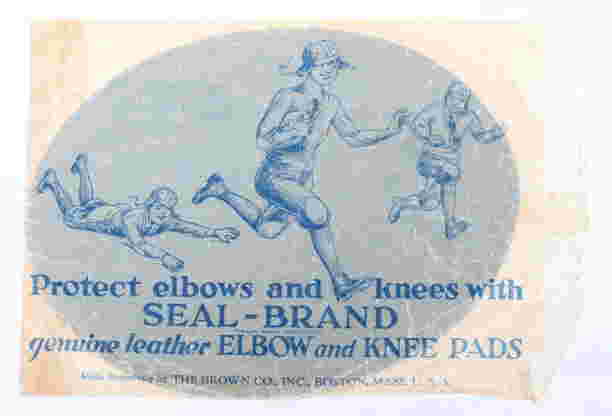 Protect elbows and knees with
SEAL-BRAND
genuine leather ELBOW and KNEE PADS
THE BROWN CO., INC., BOSTON, MASS. U. S. A.